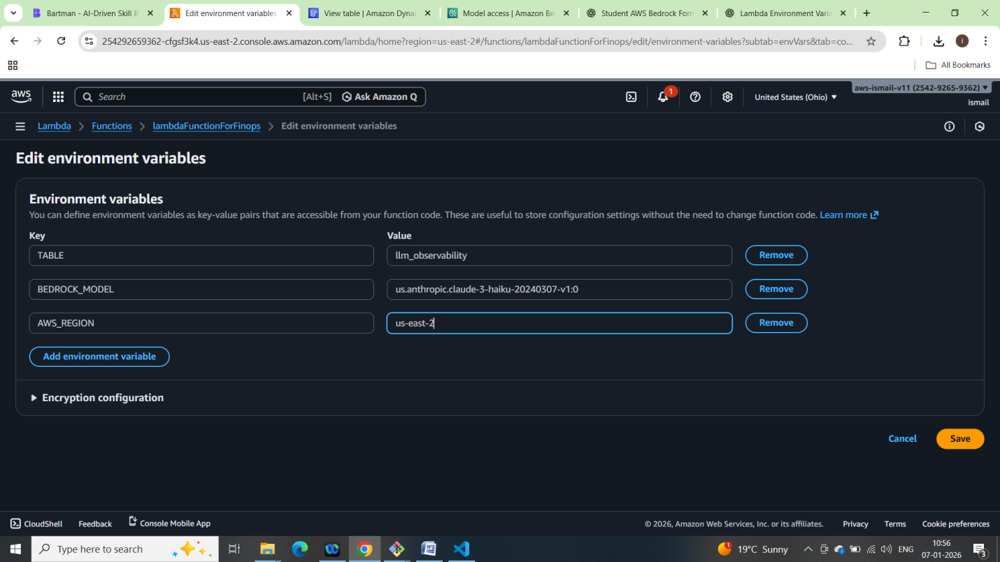 Bartman - AI-Driven Skill B
Edit environment variables
View table | Amazon Dyna
Model access | Amazon Be
Student AWS Bedrock Form
Lambda Environment Varia
254292659362-cfgsf3k4.us-east-2.console.aws.amazon.com/lambda/home?region=us-east-2#/functions/lambdaFunctionForFinops/edit/environment-variables?subtab=envVars&tab=co...
I
All Bookmarks
aws
Search
[Alt+S]
Ask Amazon Q
1
United States (Ohio)
aws-ismail-v11 (2542-9265-9362)
ismail
Lambda
Functions
lambdaFunctionForFinops
Edit environment variables
Edit environment variables
Environment variables
You can define environment variables as key-value pairs that are accessible from your function code. These are useful to store configuration settings without the need to change function code. Learn more
Key Value
TABLE llm_observability Remove
BEDROCK_MODEL us.anthropic.claude-3-haiku-20240307-v1:0 Remove
AWS_REGION us-east-2 Remove
Add environment variable
Encryption configuration
Cancel Save
CloudShell Feedback Console Mobile App © 2026, Amazon Web Services, Inc. or its affiliates. Privacy Terms Cookie preferences
Type here to search
1
19°C Sunny
ENG
10:56
07-01-2026
3